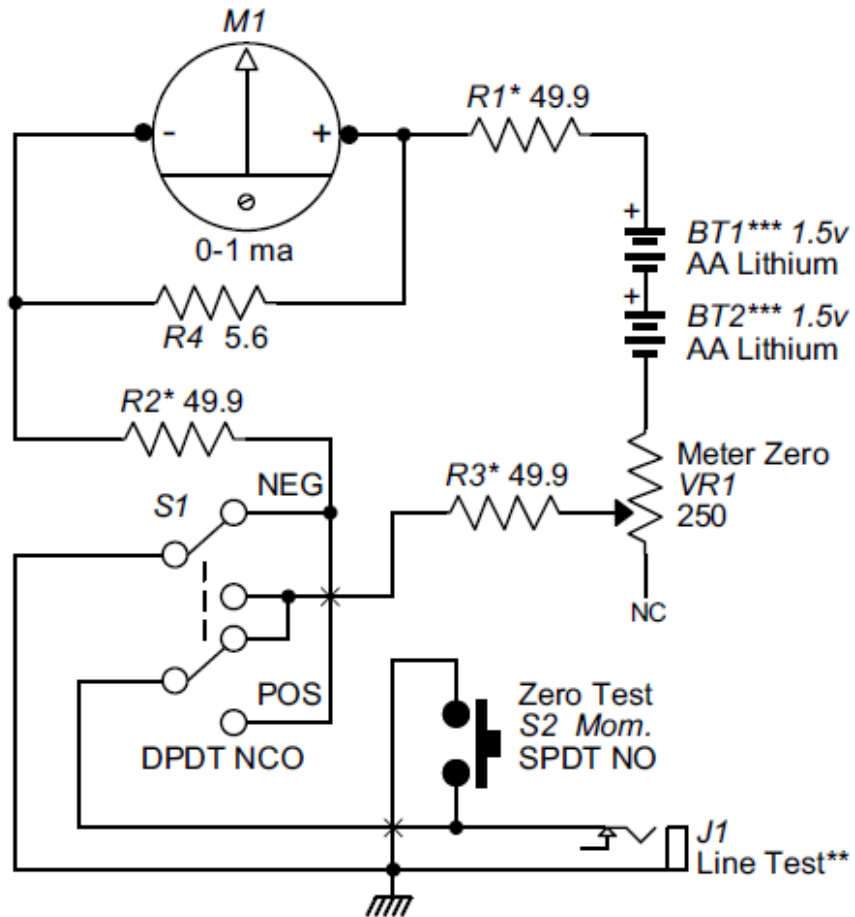 M1
R1* 49.9
- +
0-1 ma
+
BT1*** 1.5v
AA Lithium
+
BT2*** 1.5v
AA Lithium
R4 5.6
R2* 49.9
Meter Zero
VR1
250
R3* 49.9
NEG
S1
NC
POS
DPDT NCO
Zero Test
S2 Mom.
SPDT NO
J1
Line Test**